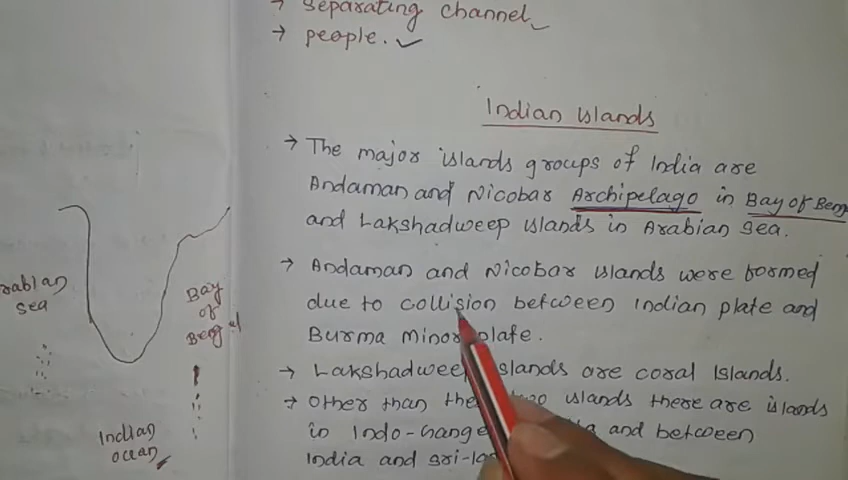 → Separating channel
→ people.
Indian islands
→ The major islands groups of India are
Andaman and Nicobar Archipelago in Bay of Beng
and Lakshadweep islands in Arabian Sea.
→ Andaman and Nicobar islands were formed
due to collision between Indian plate and
Burma minor plate.
→ Lakshadweep islands are coral Islands.
→ Other than the islands there are islands
in Indo-Gange and between
India and Sri-la
rabian
sea
Bay
of
Bengal
Indian
ocean